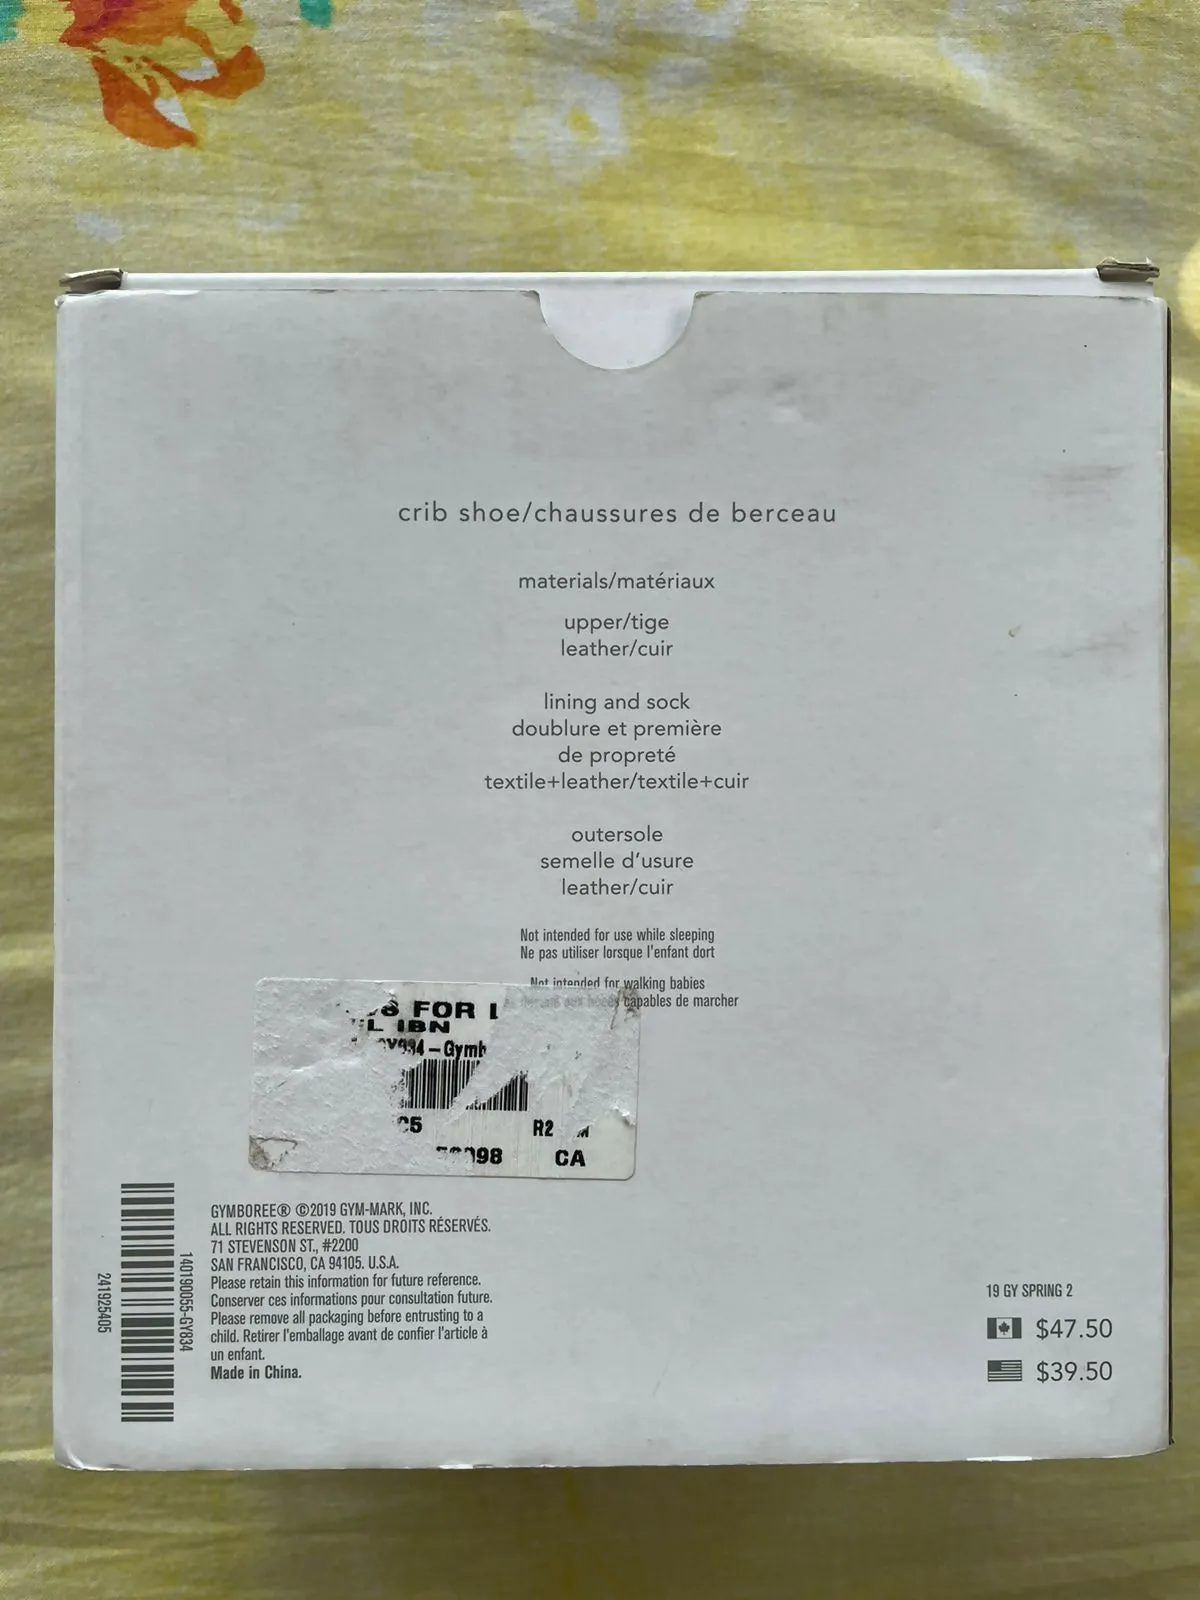 crib shoe/chaussures de berceau
materials/matériaux
upper/tige
leather/cuir
lining and sock
doublure et première
de propreté
textile+leather/textile+cuir
outersole
semelle d'usure
leather/cuir
Not intended for use while sleeping
Ne pas utiliser lorsque l'enfant dort
Not intended for walking babies
capables de marcher
FOR
IBN
Gymb
R2
98 CA
GYMBOREE® ©2019 GYM-MARK, INC.
ALL RIGHTS RESERVED. TOUS DROITS RÉSERVÉS.
71 STEVENSON ST., #2200
SAN FRANCISCO, CA 94105. U.S.A.
Please retain this information for future reference.
Conserver ces informations pour consultation future.
Please remove all packaging before entrusting to a
child. Retirer l'emballage avant de confier l'article à
un enfant.
Made in China.
140190055-GY834
241925405
19 GY SPRING 2
$47.50
$39.50